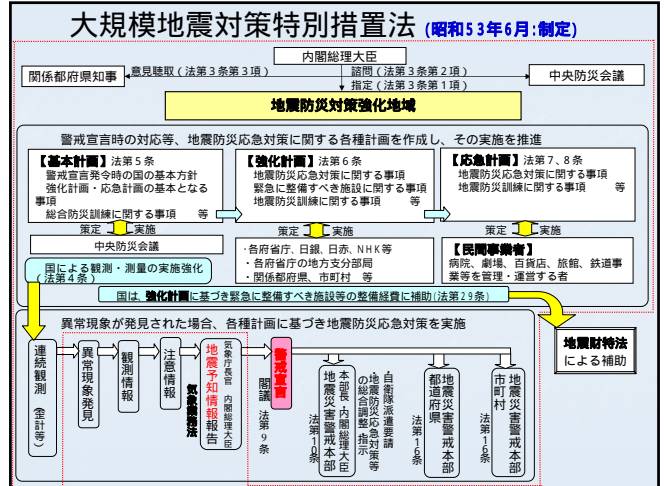 大規模地震対策特別措置法 (昭和53年6月:制定)
内閣総理大臣
関係都府県知事
意見聴取(法第3条第3項)
諮問(法第3条第2項)
指定(法第3条第1項)
中央防災会議
地震防災対策強化地域
警戒宣言時の対応等、地震防災応急対策に関する各種計画を作成し、その実施を推進
【基本計画】法第5条
警戒宣言発令時の国の基本方針
強化計画・応急計画の基本となる
事項
総合防災訓練に関する事項 等
【強化計画】法第6条
地震防災応急対策に関する事項
緊急に整備すべき施設に関する事項
地震防災訓練に関する事項 等
【応急計画】法第7、8条
地震防災応急対策に関する事項
地震防災訓練に関する事項 等
策定 実施
策定 実施
策定 実施
中央防災会議
・各府省庁、日銀、日赤、NHK等
・各府省庁の地方支分部局
・関係都府県、市町村 等
【民間事業者】
病院、劇場、百貨店、旅館、鉄道事
業等を管理・運営する者
国による観測・測量の実施強化
(法第4条)
国は、強化計画に基づき緊急に整備すべき施設等の整備経費に補助(法第29条)
異常現象が発見された場合、各種計画に基づき地震防災応急対策を実施
地震財特法
による補助
連続観測
(歪計等)
異常現象発見
観測情報
注意情報
気象庁長官 内閣総理大臣
地震予知情報報告
気象業務法
警戒宣言
閣議 法第9条
本部長・内閣総理大臣
地震災害警戒本部
法第10条
・自衛隊派遣要請
・地震防災応急対策等
の総合調整・指示
地震災害警戒本部
都道府県
法第16条
地震災害警戒本部
市町村
法第16条